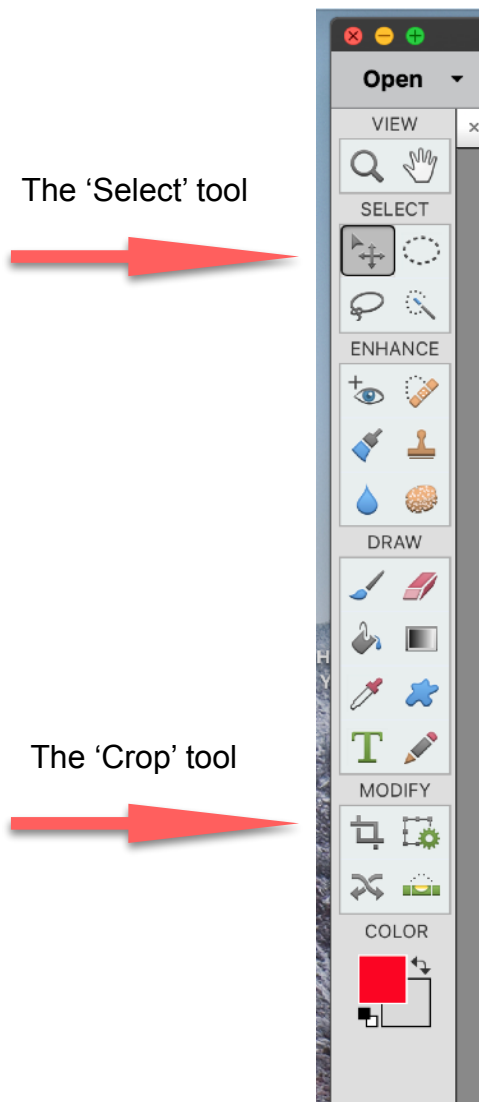 Open
VIEW
The ‘Select’ tool
SELECT
ENHANCE
DRAW
H
Y
T
The ‘Crop’ tool
MODIFY
COLOR